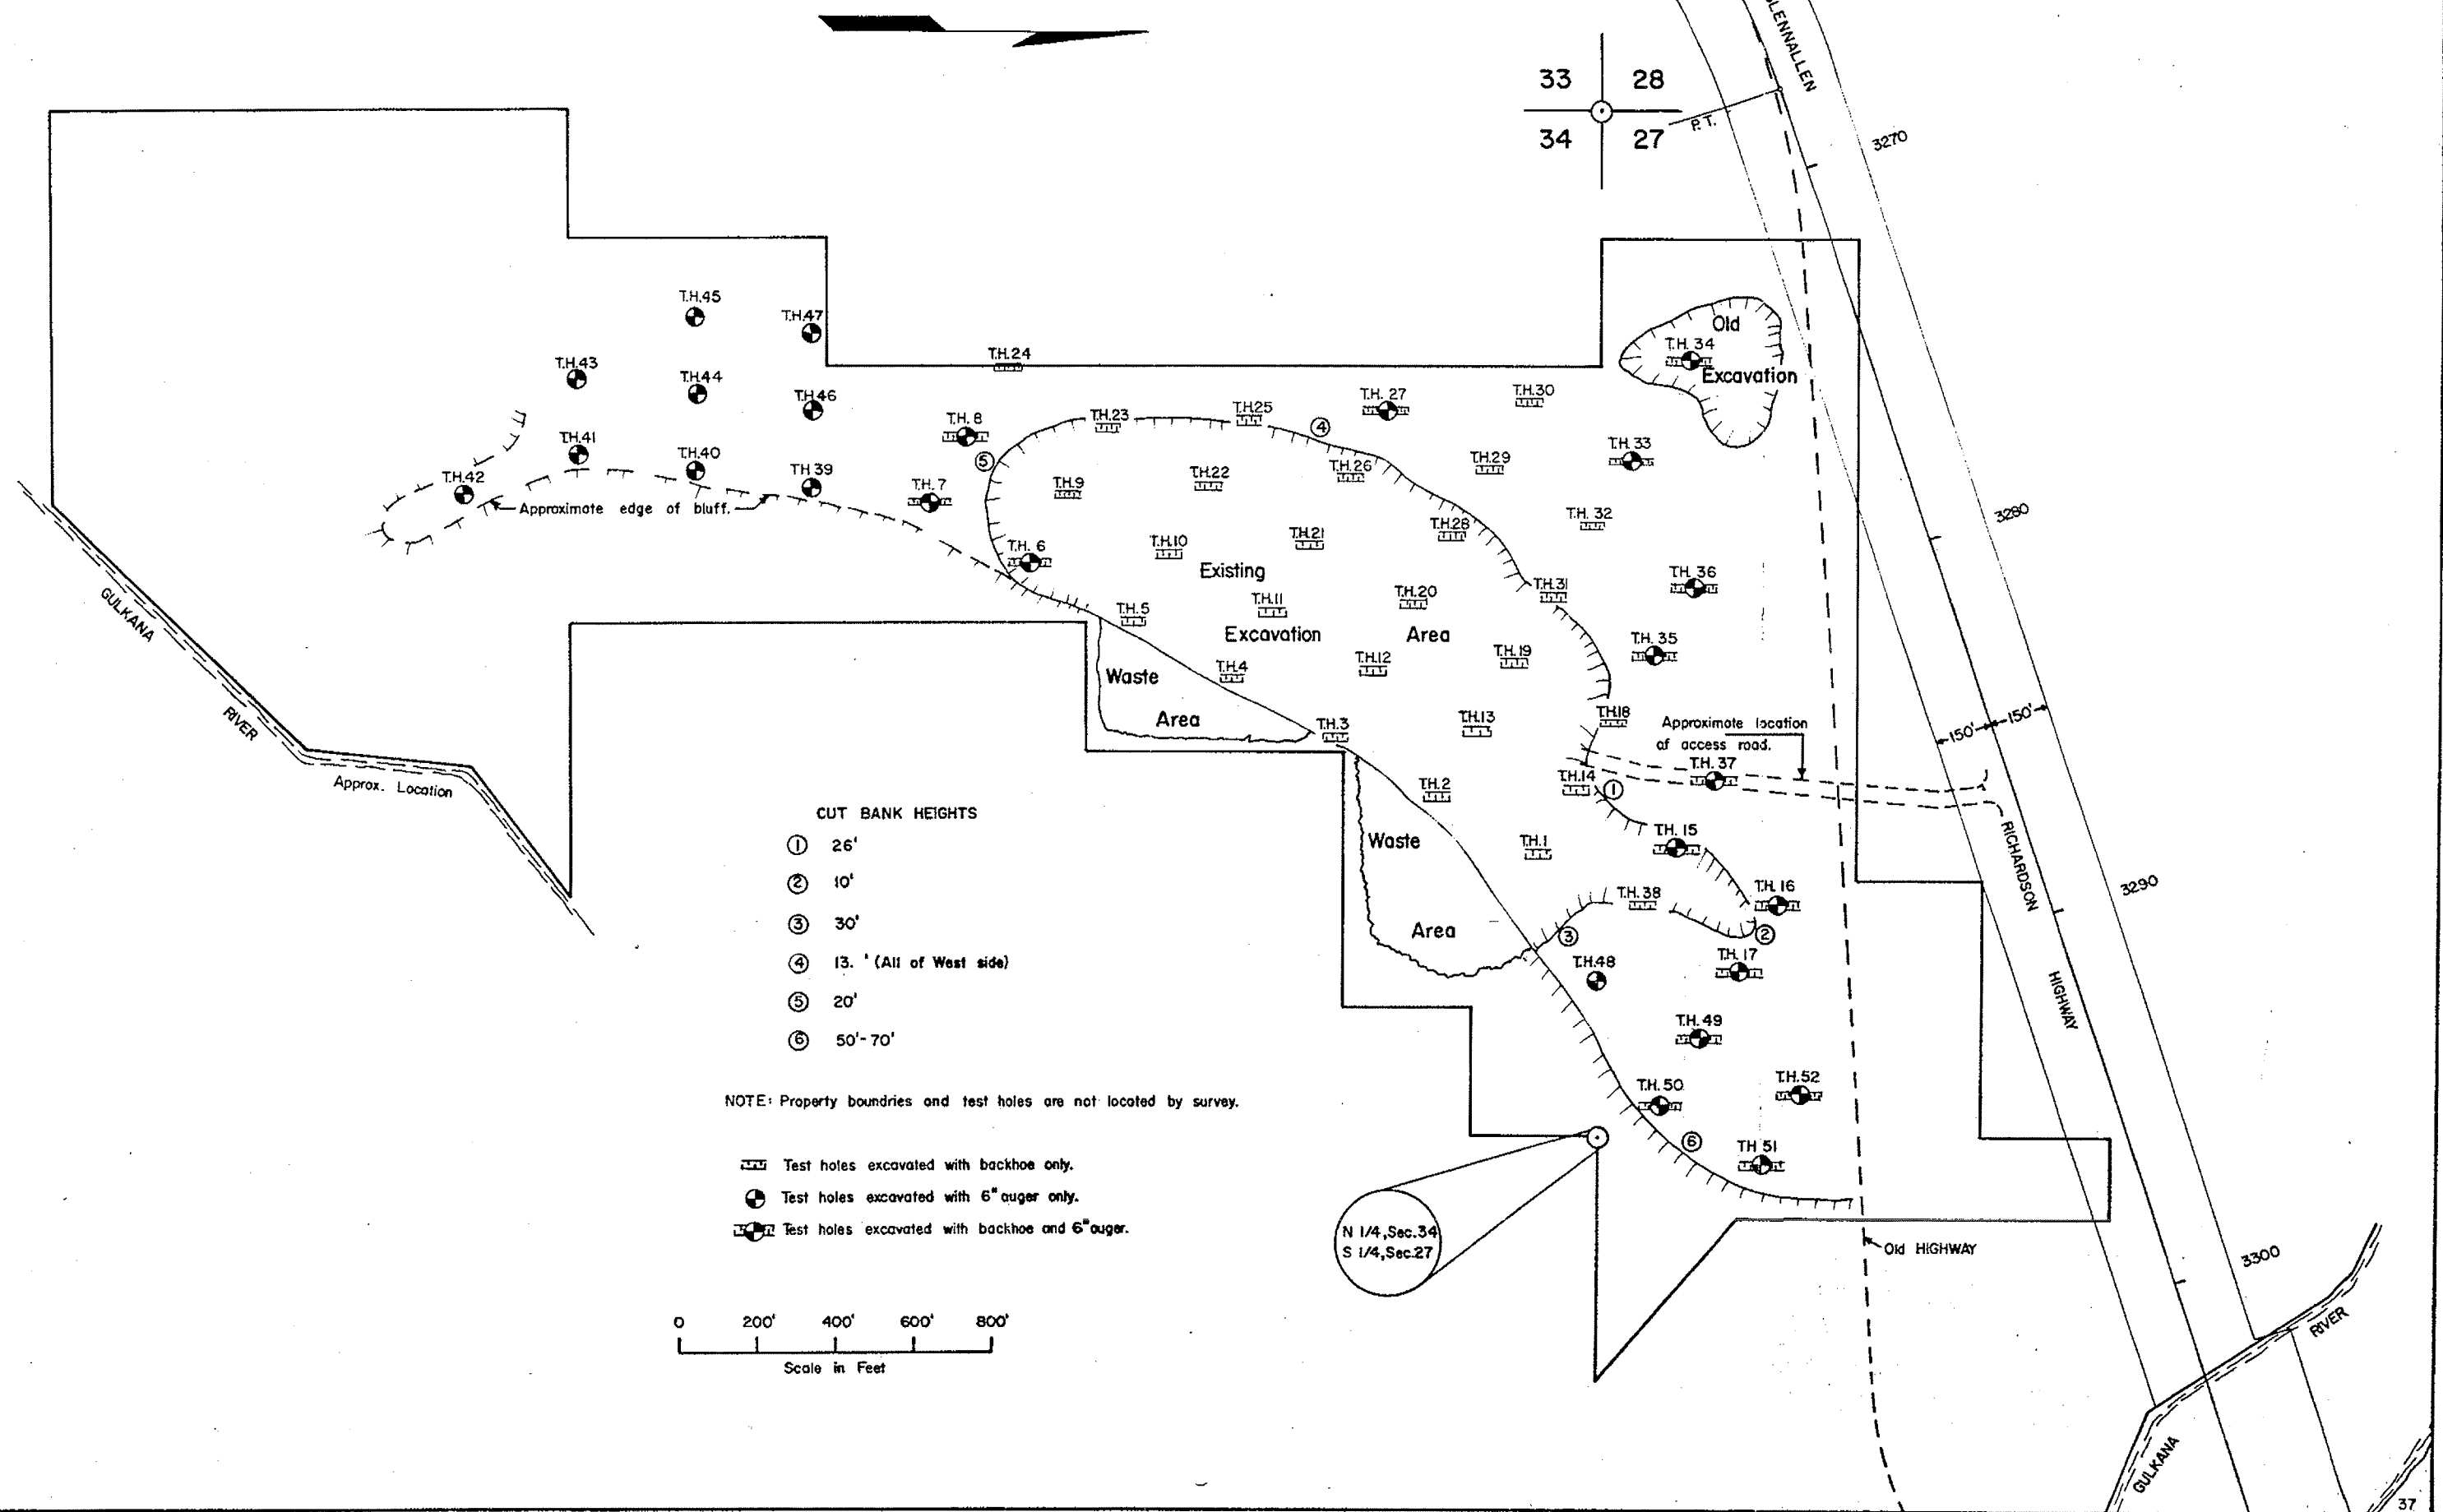 GLENNALLEN
33 28
34 27
P.T.
3270
T.H.45
T.H.47
Old
T.H. 34
Excavation
T.H.24
T.H.43
T.H.44
T.H.46
T.H. 8
T.H.23
T.H.25
4
T.H. 27
T.H.30
T.H.41
T.H.40
TH 39
T.H.42
5
T.H. 7
T.H.9
T.H.22
T.H.26
T.H.29
T.H. 33
Approximate edge of bluff.
T.H. 6
T.H.10
T.H.21
T.H.28
T.H. 32
3280
Existing
T.H.5
T.H.11
T.H.20
T.H.31
T.H. 36
Excavation Area
T.H. 35
GULKANA
RIVER
Approx. Location
Waste
Area
T.H.4
T.H.12
T.H.19
T.H.3
T.H.13
T.H.18
Approximate location
of access road.
150' 150'
T.H.2
T.H.14
1
T.H. 37
RICHARDSON
HIGHWAY
Waste
Area
T.H.1
T.H. 15
T.H. 38
T.H. 16
3290
3
2
T.H.48
T.H. 17
T.H. 49
T.H. 50
T.H.52
6
TH 51
CUT BANK HEIGHTS
1 26'
2 10'
3 30'
4 13. ' (All of West side)
5 20'
6 50'-70'
NOTE: Property boundries and test holes are not located by survey.
Test holes excavated with backhoe only.
Test holes excavated with 6" auger only.
Test holes excavated with backhoe and 6" auger.
N 1/4, Sec.34
S 1/4, Sec.27
Old HIGHWAY
3300
0 200' 400' 600' 800'
Scale in Feet
RIVER
GULKANA
37